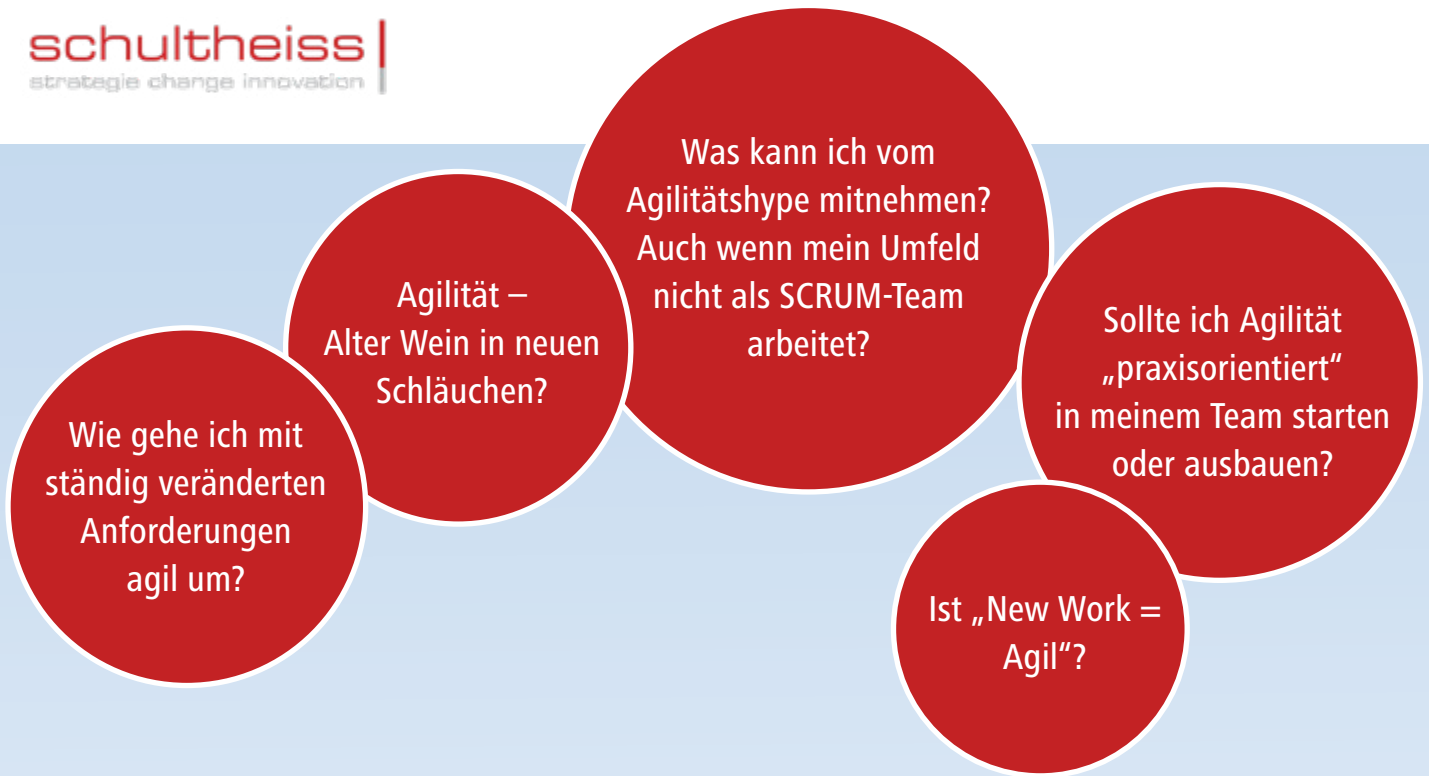 schultheiss
strategie change innovation
Wie gehe ich mit
ständig veränderten
Anforderungen
agil um?
Agilität –
Alter Wein in neuen
Schläuchen?
Was kann ich vom
Agilitätshype mitnehmen?
Auch wenn mein Umfeld
nicht als SCRUM-Team
arbeitet?
Sollte ich Agilität
„praxisorientiert“
in meinem Team starten
oder ausbauen?
Ist „New Work =
Agil“?